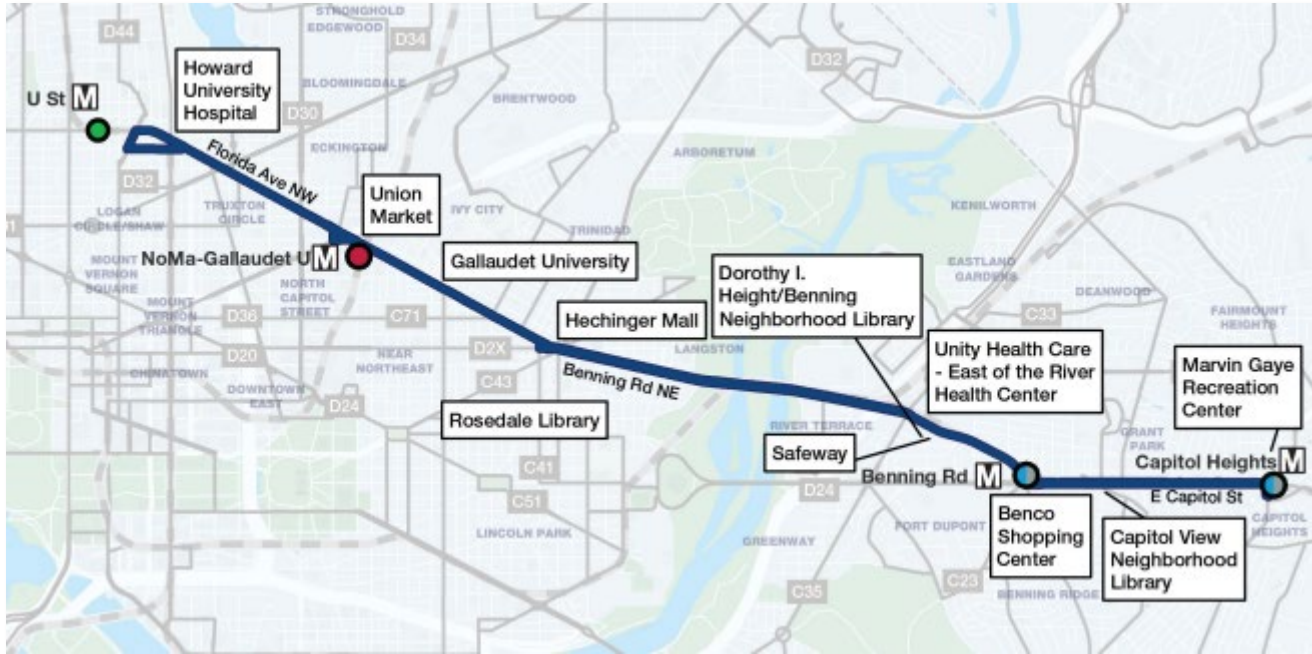 STRONGHOLD
EDGEWOOD
D44
D34
D32
Howard
University
Hospital
U St M
BLOOMINGDALE
BRENTWOOD
D30
ECKINGTON
Florida Ave NW
ARBORETUM
D32
Union
Market
LOGAN
CIRCLE/SHAW
TRUXTON
CIRCLE
IVY CITY
TRINIDAD
KENILWORTH
NoMa-Gallaudet U M
Gallaudet University
MOUNT
VERNON
SQUARE
NORTH
CAPITOL
STREET
Dorothy I.
Height/Benning
Neighborhood Library
EASTLAND
GARDENS
DEANWOOD
MOUNT
VERNON
TRIANGLE
D36
C71
Hechinger Mall
C33
FAIRMOUNT
HEIGHTS
D20
D2X
LANGSTON
NEAR
NORTHEAST
CHINATOWN
Benning Rd NE
Unity Health Care
- East of the River
Health Center
Marvin Gaye
Recreation
Center
DOWNTOWN
EAST
D24
C43
Rosedale Library
RIVER TERRACE
GRANT
PARK
Safeway
C41
Capitol Heights M
Benning Rd M
D24
E Capitol St
C51
LINCOLN PARK
GREENWAY
FORT DUPONT
Benco
Shopping
Center
Capitol View
Neighborhood
Library
CAPITOL
HEIGHTS
C23
C35
BENNING RIDGE